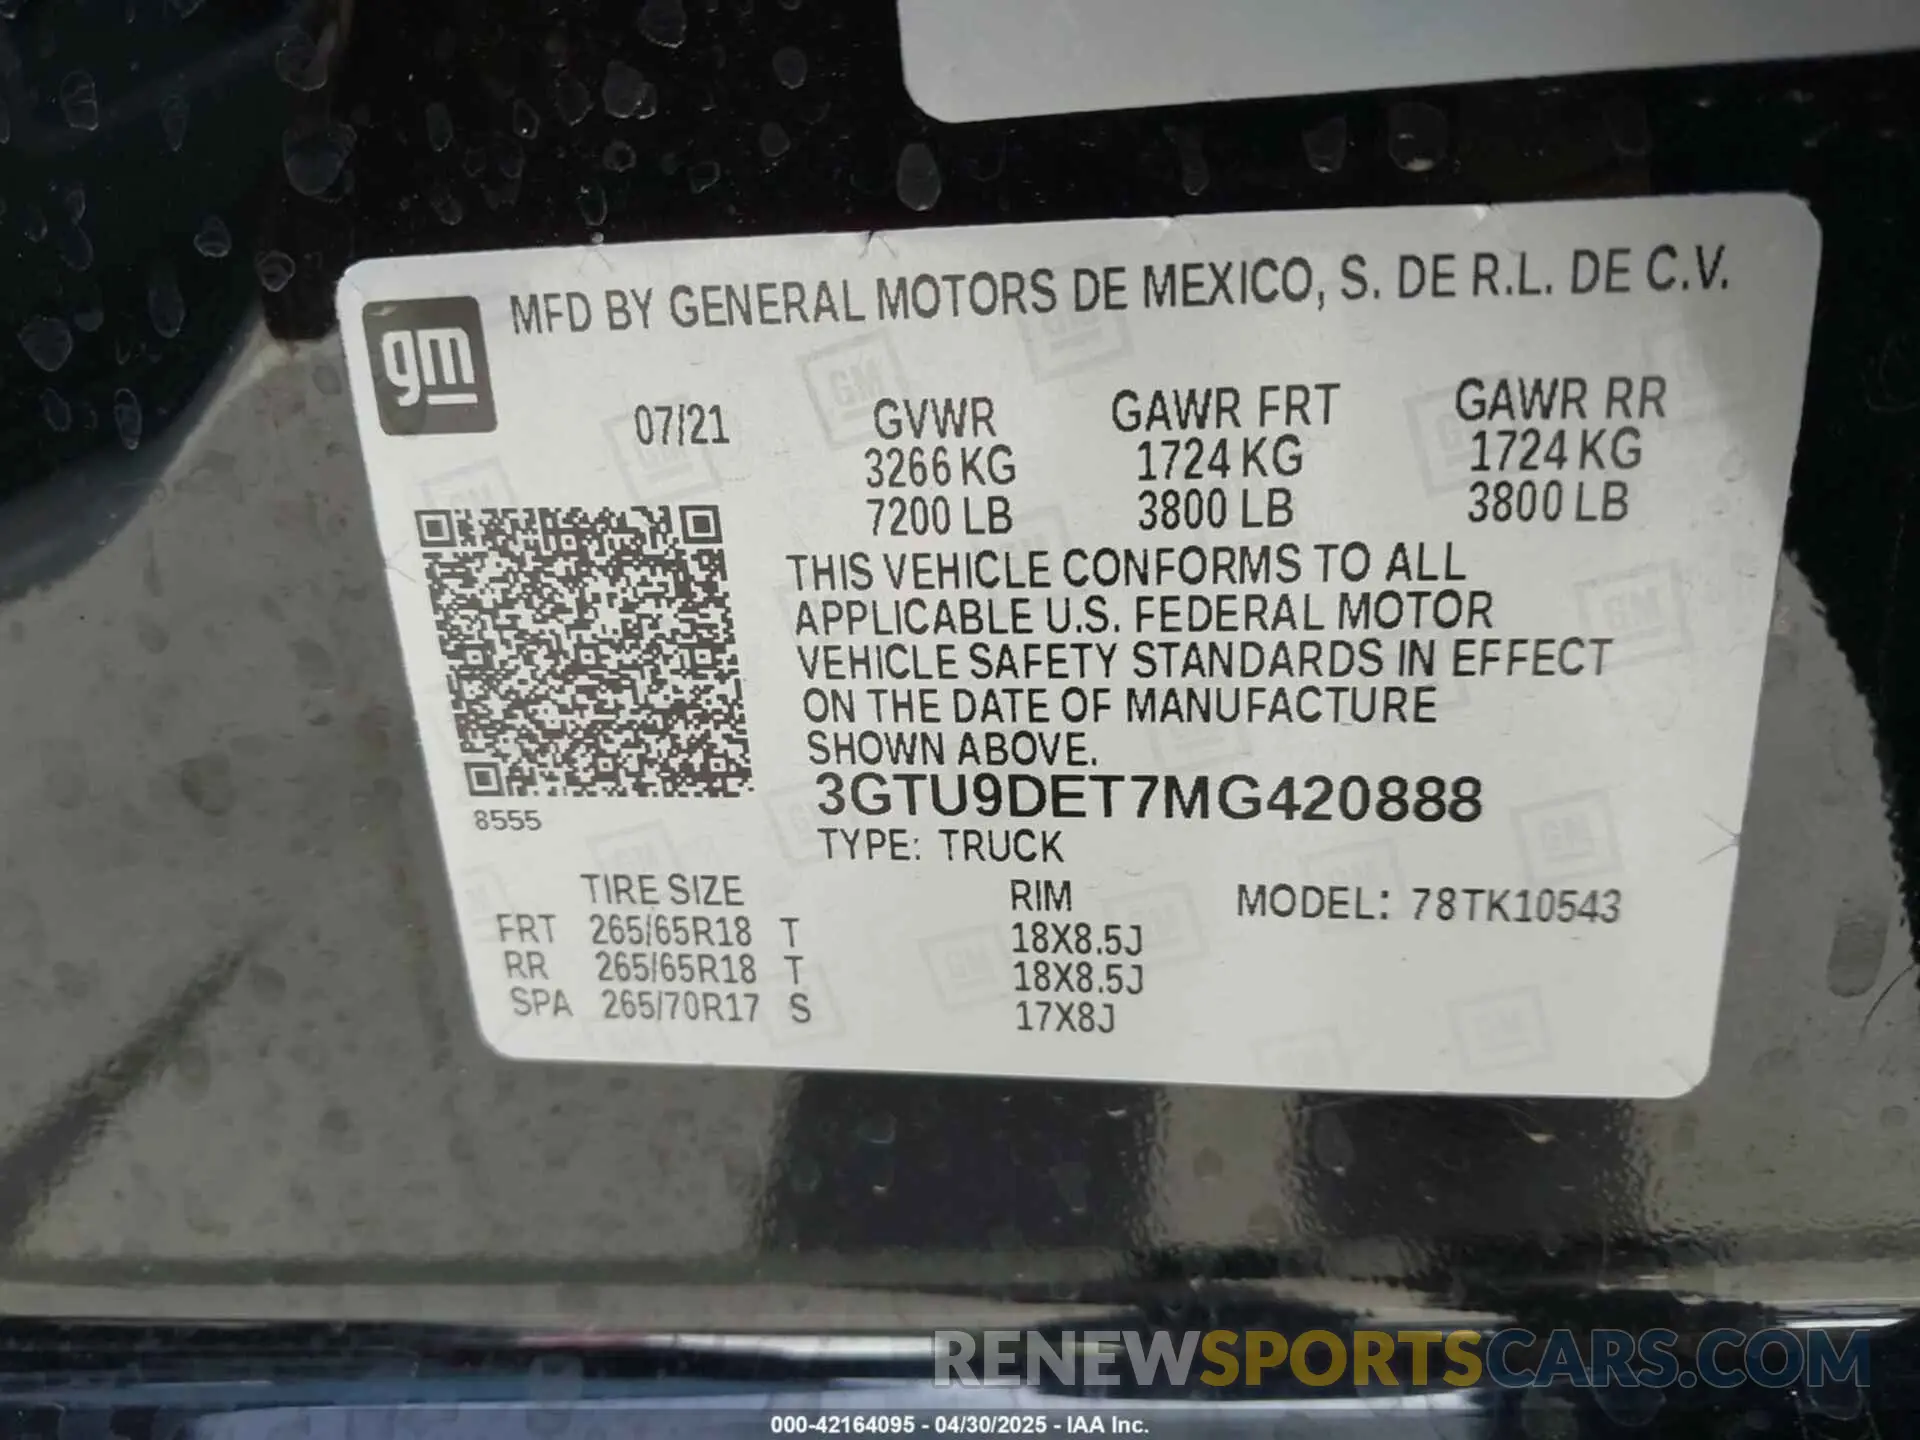 gm
MFD BY GENERAL MOTORS DE MEXICO, S. DE R.L. DE C.V.
07/21 GVWR GAWR FRT GAWR RR
3266 KG 1724 KG 1724 KG
7200 LB 3800 LB 3800 LB
THIS VEHICLE CONFORMS TO ALL
APPLICABLE U.S. FEDERAL MOTOR
VEHICLE SAFETY STANDARDS IN EFFECT
ON THE DATE OF MANUFACTURE
SHOWN ABOVE.
3GTU9DET7MG420888
8555
TYPE: TRUCK
TIRE SIZE RIM MODEL: 78TK10543
FRT 265/65R18 T 18X8.5J
RR 265/65R18 T 18X8.5J
SPA 265/70R17 S 17X8J
RENEWSPORTSCARS.COM
000-42164095 - 04/30/2025 - IAA Inc.